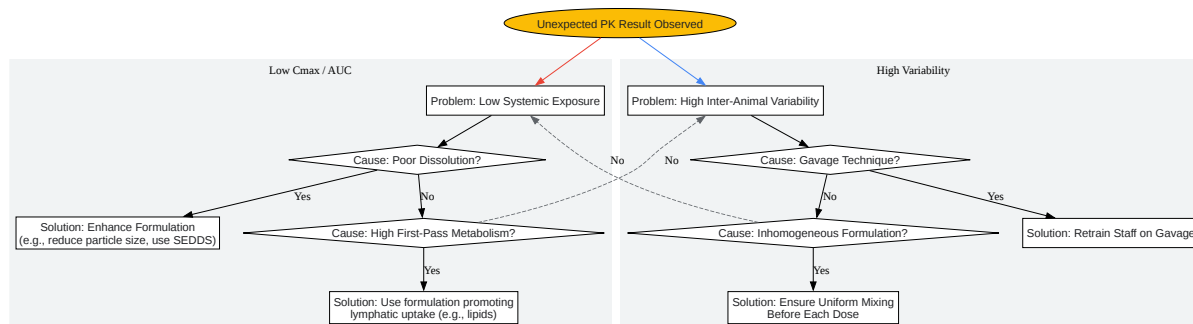 Unexpected PK Result Observed
Low Cmax / AUC
High Variability
Problem: Low Systemic Exposure
Problem: High Inter-Animal Variability
Cause: Poor Dissolution?
No
No
Cause: Gavage Technique?
Yes
No
No
Yes
Solution: Enhance Formulation
(e.g., reduce particle size, use SEDDS)
Cause: High First-Pass Metabolism?
Cause: Inhomogeneous Formulation?
Solution: Retrain Staff on Gavage
Yes
Yes
Solution: Use formulation promoting
lymphatic uptake (e.g., lipids)
Solution: Ensure Uniform Mixing
Before Each Dose